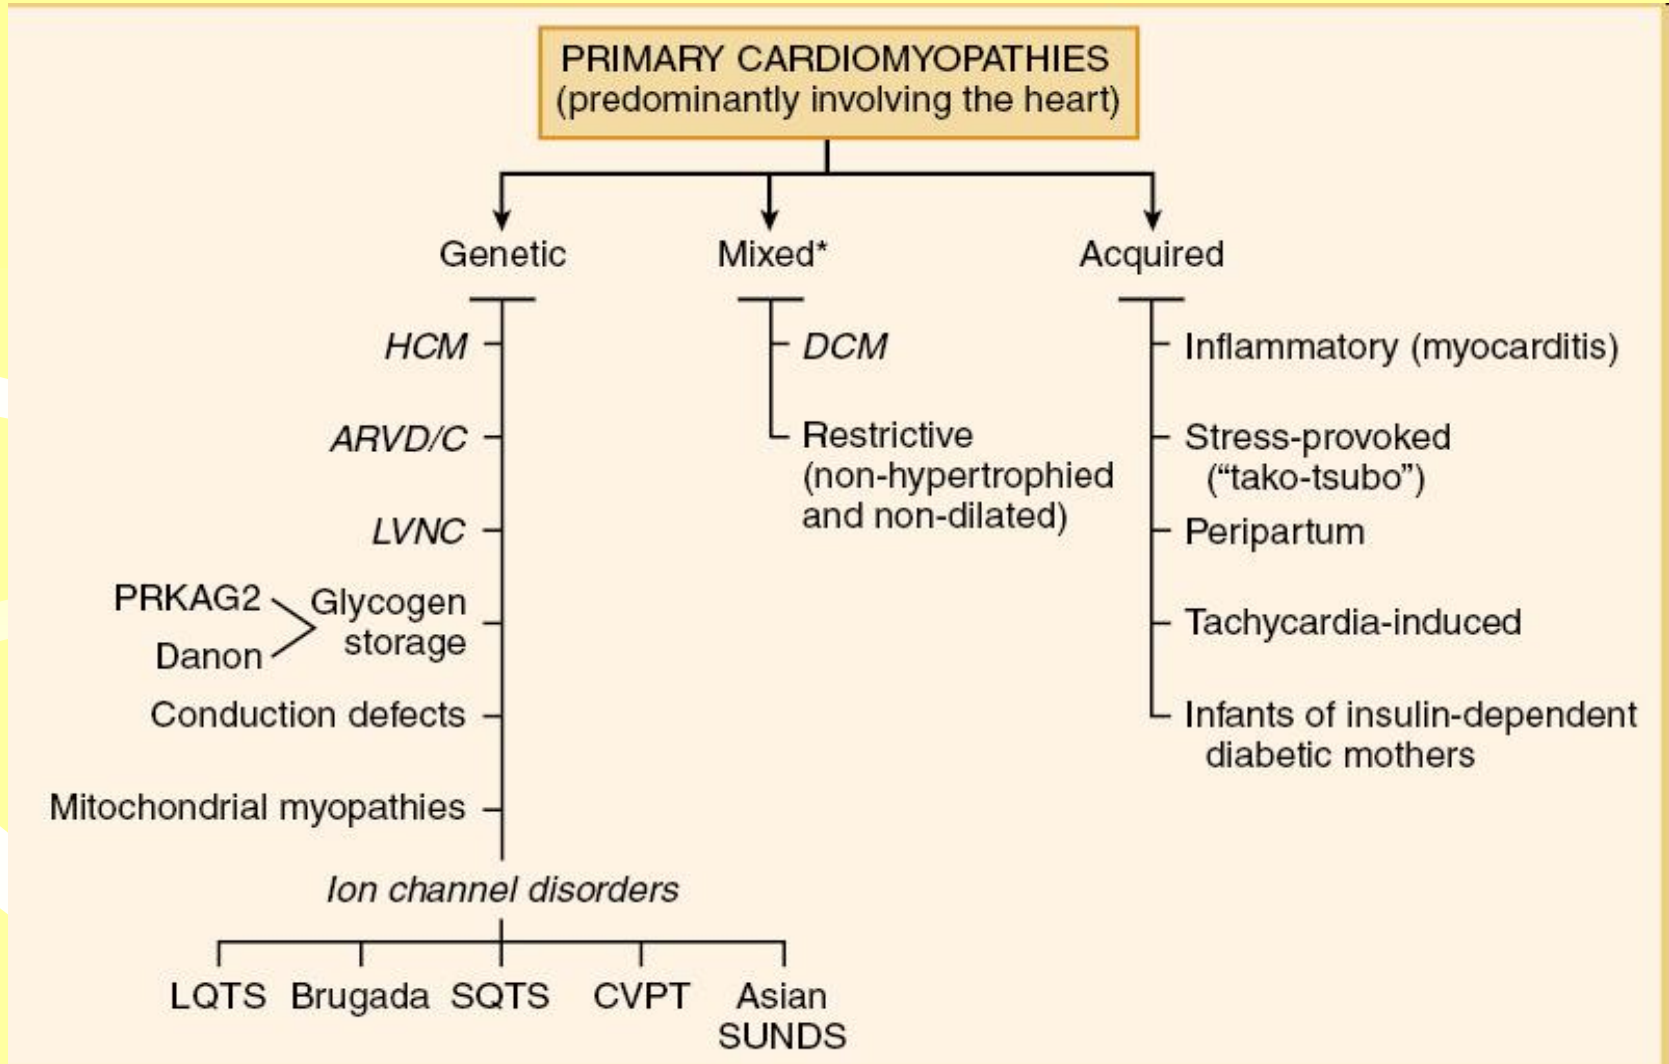 PRIMARY CARDIOMYOPATHIES
(predominantly involving the heart)
Genetic
Mixed*
Acquired
HCM
ARVD/C
LVNC
PRKAG2
Danon
Glycogen
storage
Conduction defects
Mitochondrial myopathies
Ion channel disorders
LQTS
Brugada
SQTS
CVPT
Asian
SUNDS
DCM
Restrictive
(non-hypertrophied
and non-dilated)
Inflammatory (myocarditis)
Stress-provoked
(“tako-tsubo”)
Peripartum
Tachycardia-induced
Infants of insulin-dependent
diabetic mothers